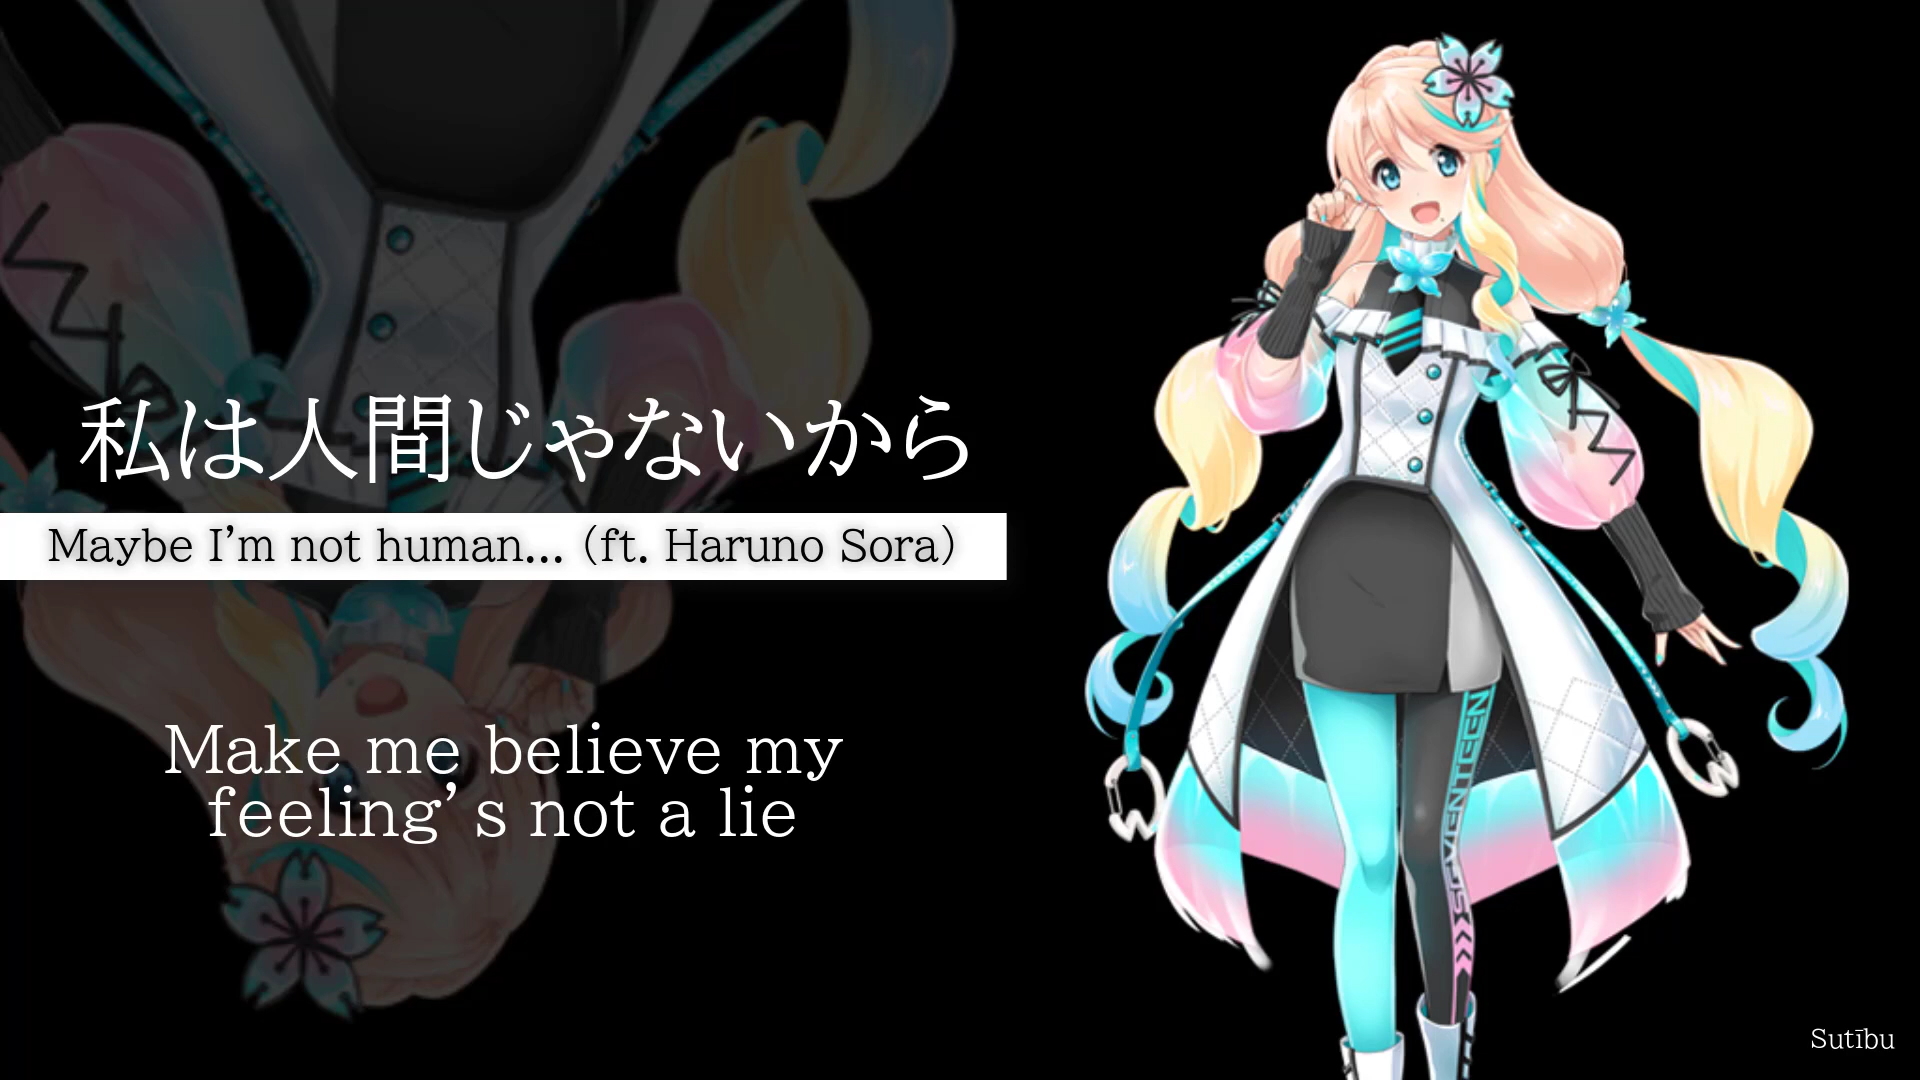 私は人間じゃないから
Maybe I’m not human... (ft. Haruno Sora)
Make me believe my
feeling’s not a lie
SEVENTEEN
Sutību